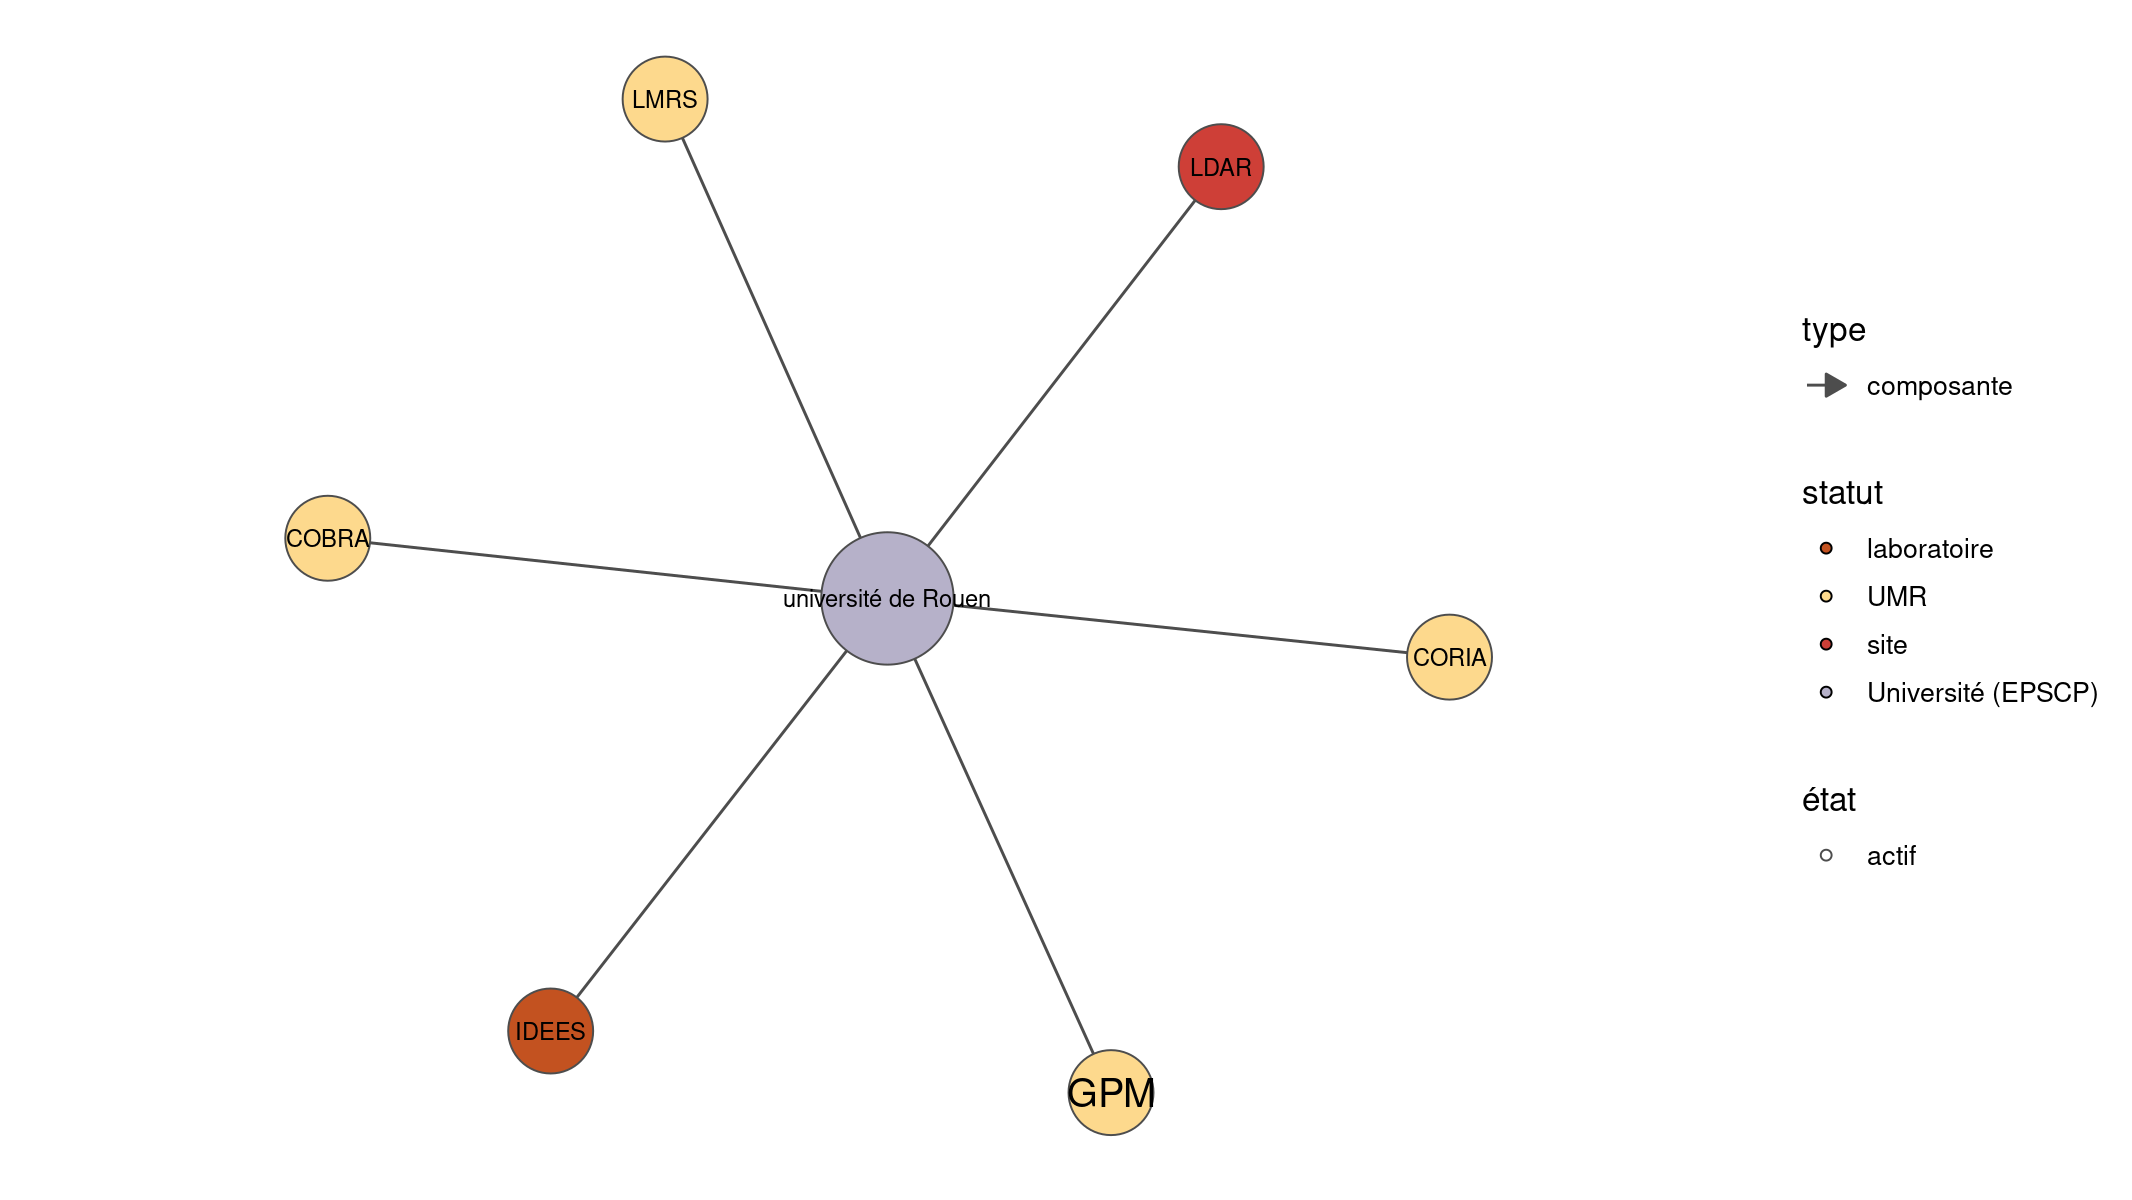 LMRS
LDAR
COBRA
université de Rouen
CORIA
IDEES
GPM
type
composante
statut
laboratoire
UMR
site
Université (EPSCP)
état
actif